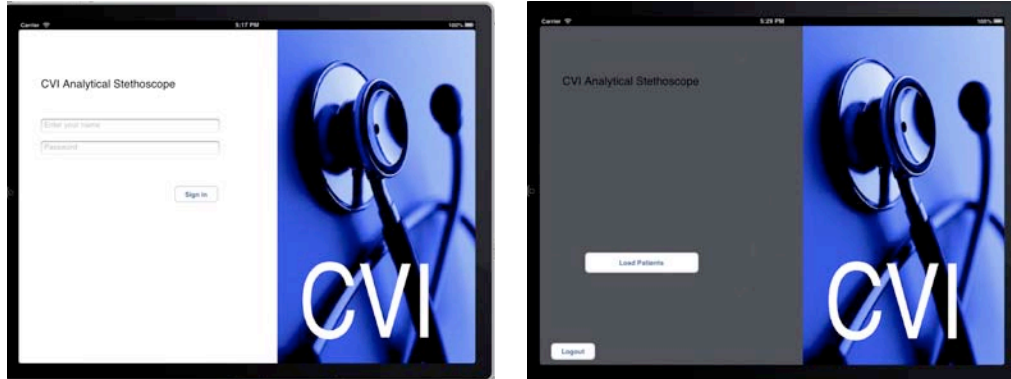 Carrier 5:17 PM 100%
CVI Analytical Stethoscope
Enter your name
Password
Sign in
CVI
Carrier 5:29 PM 100%
CVI Analytical Stethoscope
Load Patients
CVI
Logout